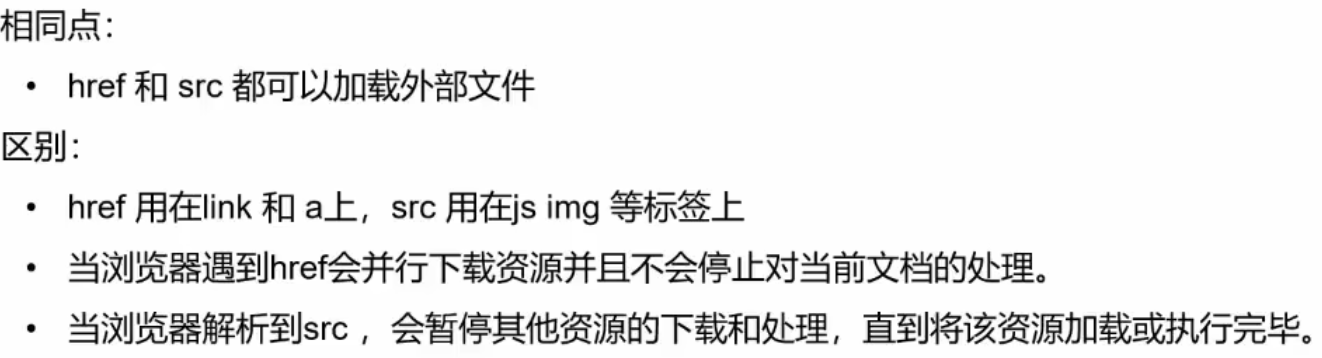 相同点：
• href 和 src 都可以加载外部文件
区别：
• href 用在link 和 a上，src 用在js img 等标签上
• 当浏览器遇到href会并行下载资源并且不会停止对当前文档的处理。
• 当浏览器解析到src ，会暂停其他资源的下载和处理，直到将该资源加载或执行完毕。